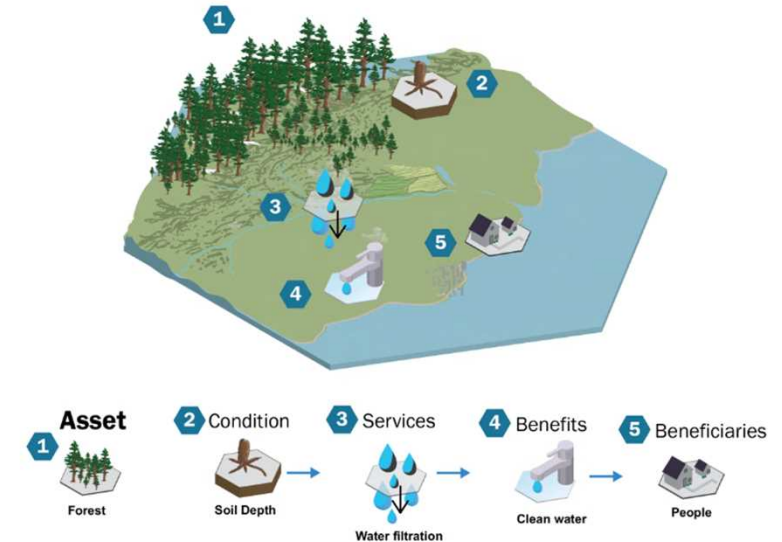 1
2
3
5
4
Asset
1
Forest
2 Condition
Soil Depth
3 Services
Water filtration
4 Benefits
Clean water
5 Beneficiaries
People